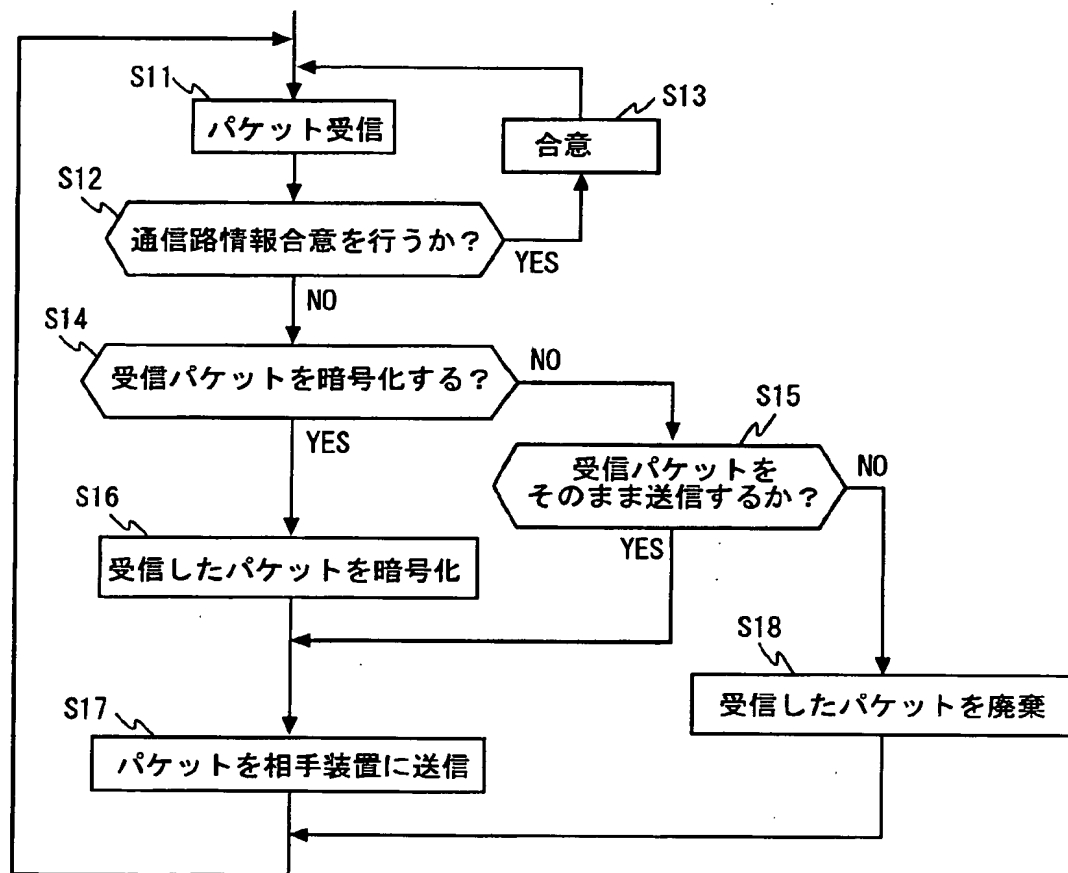 S11
パケット受信
S13
合意
S12
通信路情報合意を行うか？
YES
NO
S14
受信パケットを暗号化する？
NO
YES
S15
受信パケットを
そのまま送信するか？
NO
YES
S16
受信したパケットを暗号化
S18
受信したパケットを廃棄
S17
パケットを相手装置に送信